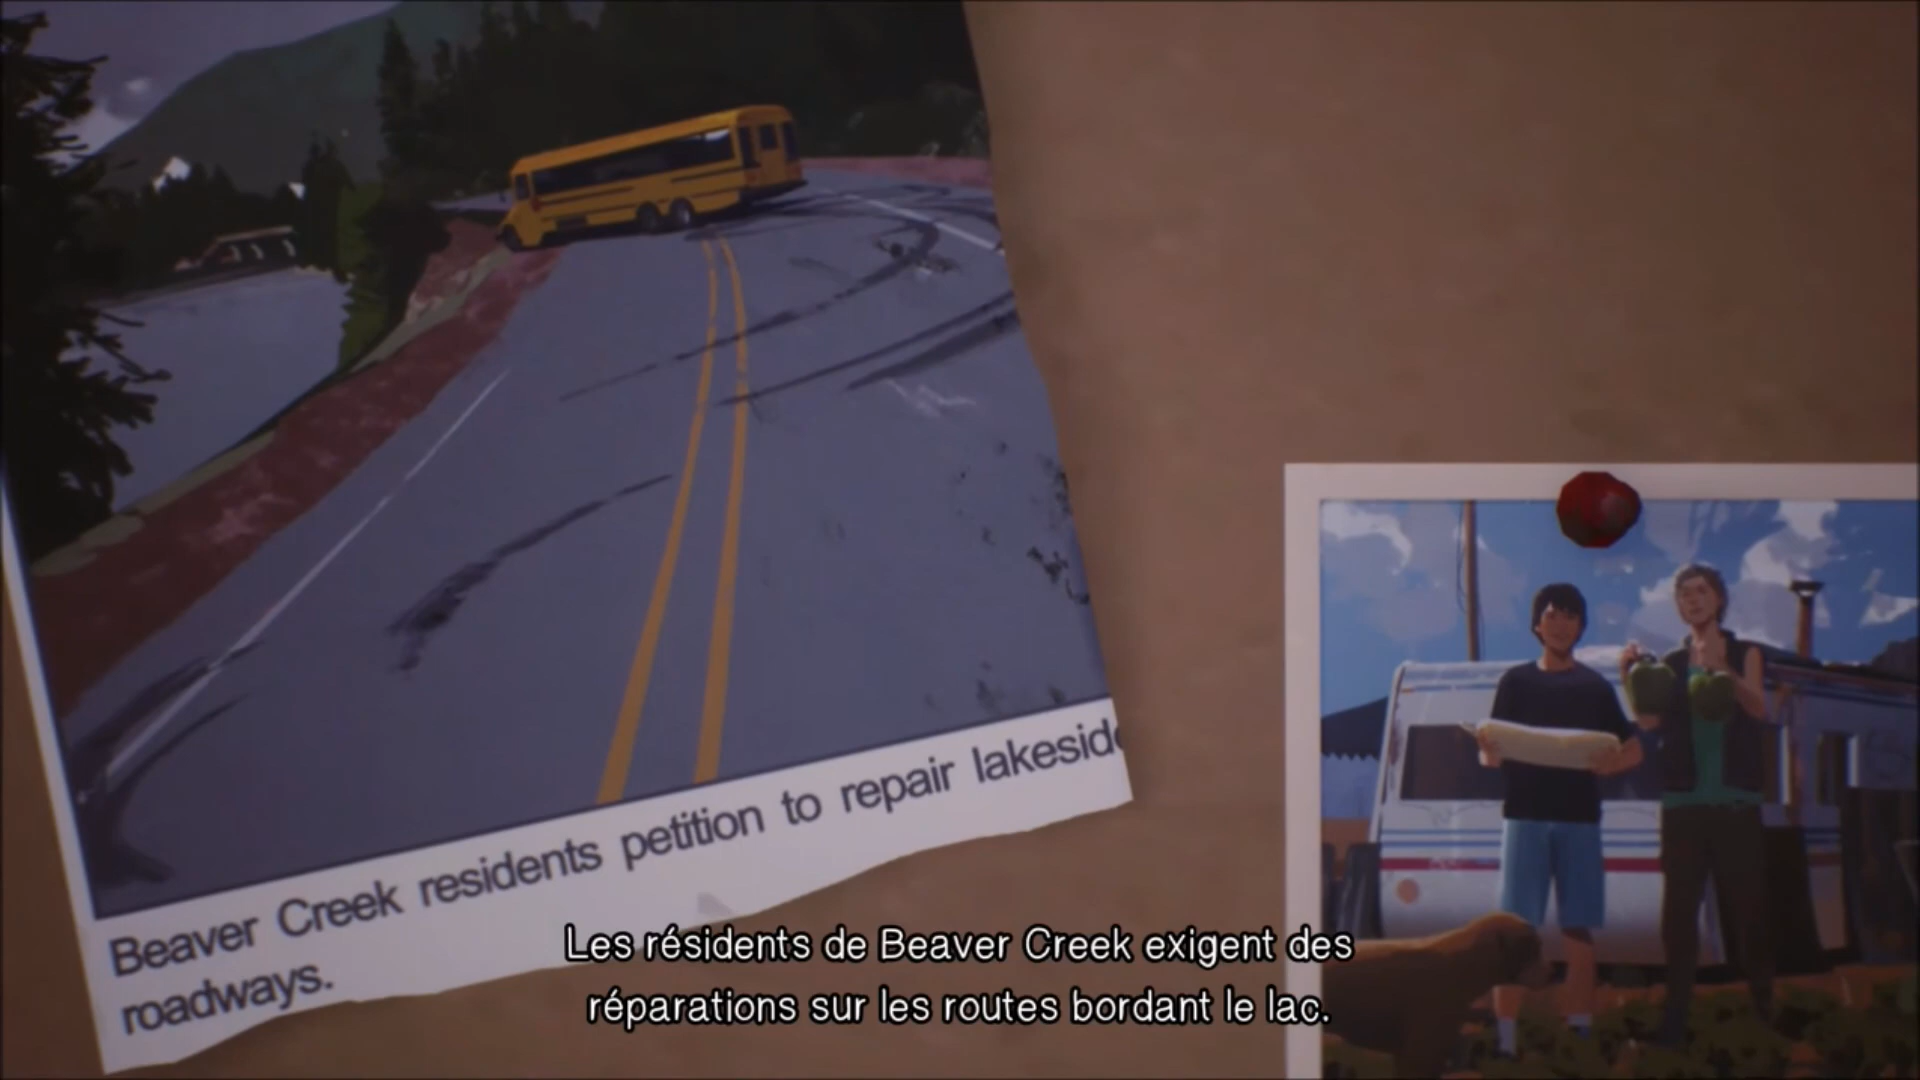 Beaver Creek residents petition to repair lakeside
roadways.
Les résidents de Beaver Creek exigent des
réparations sur les routes bordant le lac.